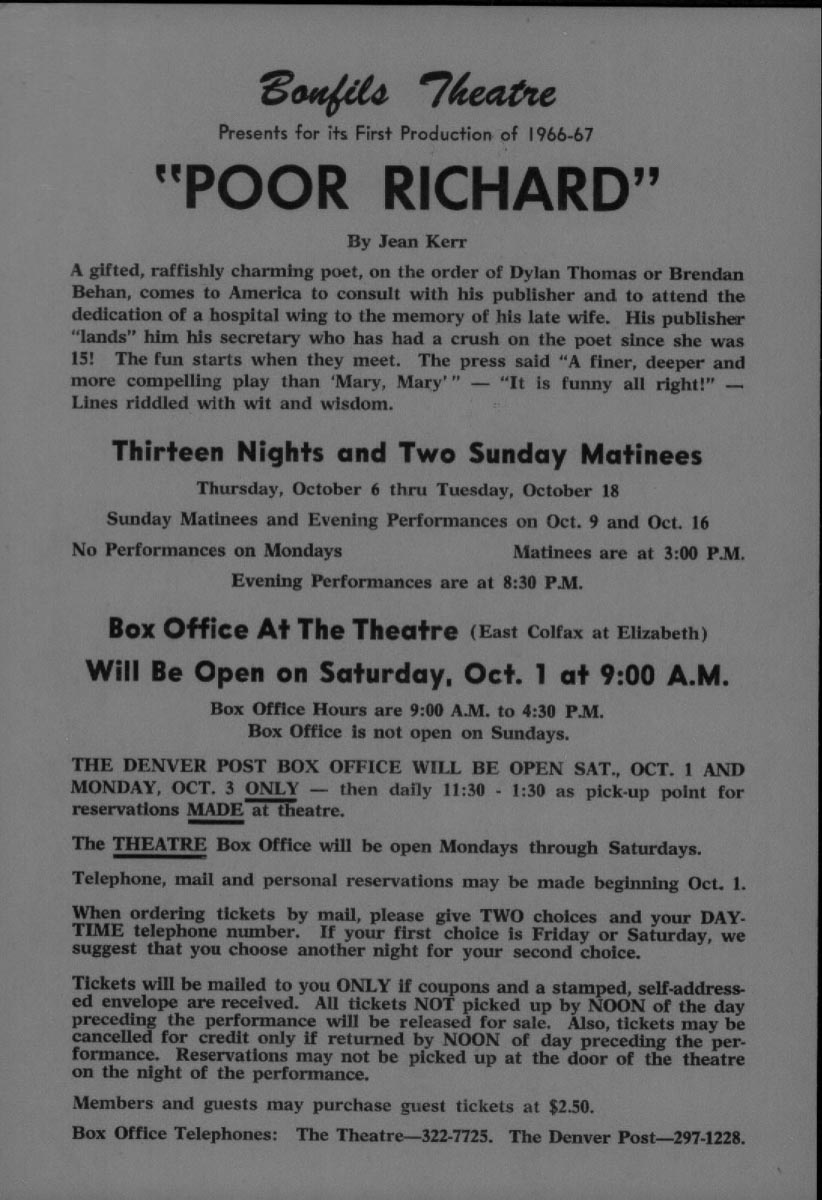 Bonfils Theatre
Presents for its First Production of 1966-67
"POOR RICHARD"
By Jean Kerr
A gifted, raffishly charming poet, on the order of Dylan Thomas or Brendan
Behan, comes to America to consult with his publisher and to attend the
dedication of a hospital wing to the memory of his late wife. His publisher
"lands" him his secretary who has had a crush on the poet since she was
15! The fun starts when they meet. The press said "A finer, deeper and
more compelling play than 'Mary, Mary' " — "It is funny all right!" —
Lines riddled with wit and wisdom.
Thirteen Nights and Two Sunday Matinees
Thursday, October 6 thru Tuesday, October 18
Sunday Matinees and Evening Performances on Oct. 9 and Oct. 16
No Performances on Mondays Matinees are at 3:00 P.M.
Evening Performances are at 8:30 P.M.
Box Office At The Theatre (East Colfax at Elizabeth)
Will Be Open on Saturday, Oct. 1 at 9:00 A.M.
Box Office Hours are 9:00 A.M. to 4:30 P.M.
Box Office is not open on Sundays.
THE DENVER POST BOX OFFICE WILL BE OPEN SAT., OCT. 1 AND
MONDAY, OCT. 3 ONLY — then daily 11:30 - 1:30 as pick-up point for
reservations MADE at theatre.
The THEATRE Box Office will be open Mondays through Saturdays.
Telephone, mail and personal reservations may be made beginning Oct. 1.
When ordering tickets by mail, please give TWO choices and your DAY-
TIME telephone number. If your first choice is Friday or Saturday, we
suggest that you choose another night for your second choice.
Tickets will be mailed to you ONLY if coupons and a stamped, self-address-
ed envelope are received. All tickets NOT picked up by NOON of the day
preceding the performance will be released for sale. Also, tickets may be
cancelled for credit only if returned by NOON of day preceding the per-
formance. Reservations may not be picked up at the door of the theatre
on the night of the performance.
Members and guests may purchase guest tickets at $2.50.
Box Office Telephones: The Theatre—322-7725. The Denver Post—297-1228.